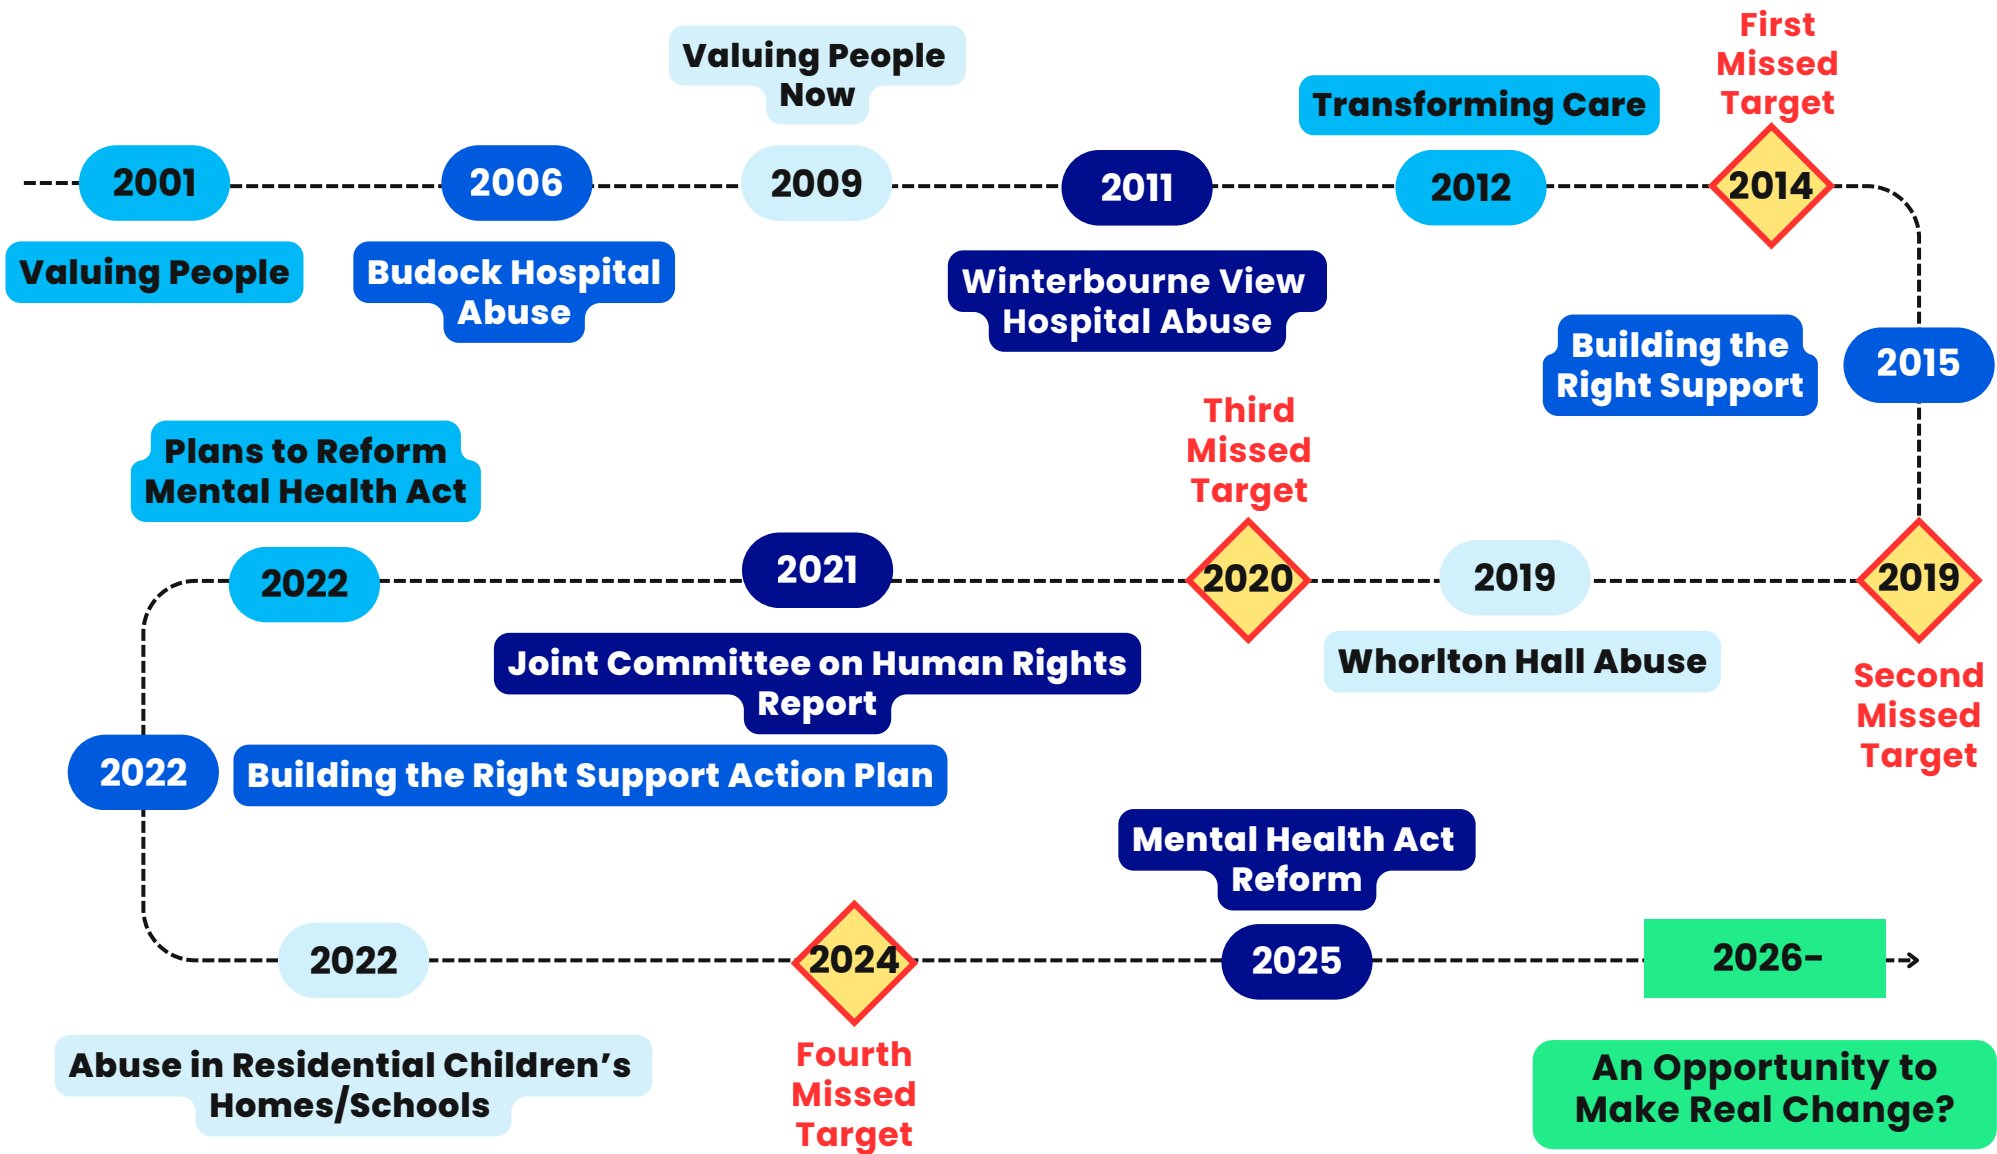 2001
Valuing People
2006
Budock Hospital
Abuse
Valuing People
Now
2009
2011
Winterbourne View
Hospital Abuse
Transforming Care
2012
First
Missed
Target
2014
Building the
Right Support
2015
2019
Second
Missed
Target
2019
Whorlton Hall Abuse
Third
Missed
Target
2020
2021
Joint Committee on Human Rights
Report
Plans to Reform
Mental Health Act
2022
2022
Building the Right Support Action Plan
2022
Abuse in Residential Children’s
Homes/Schools
2024
Fourth
Missed
Target
Mental Health Act
Reform
2025
2026-
An Opportunity to
Make Real Change?